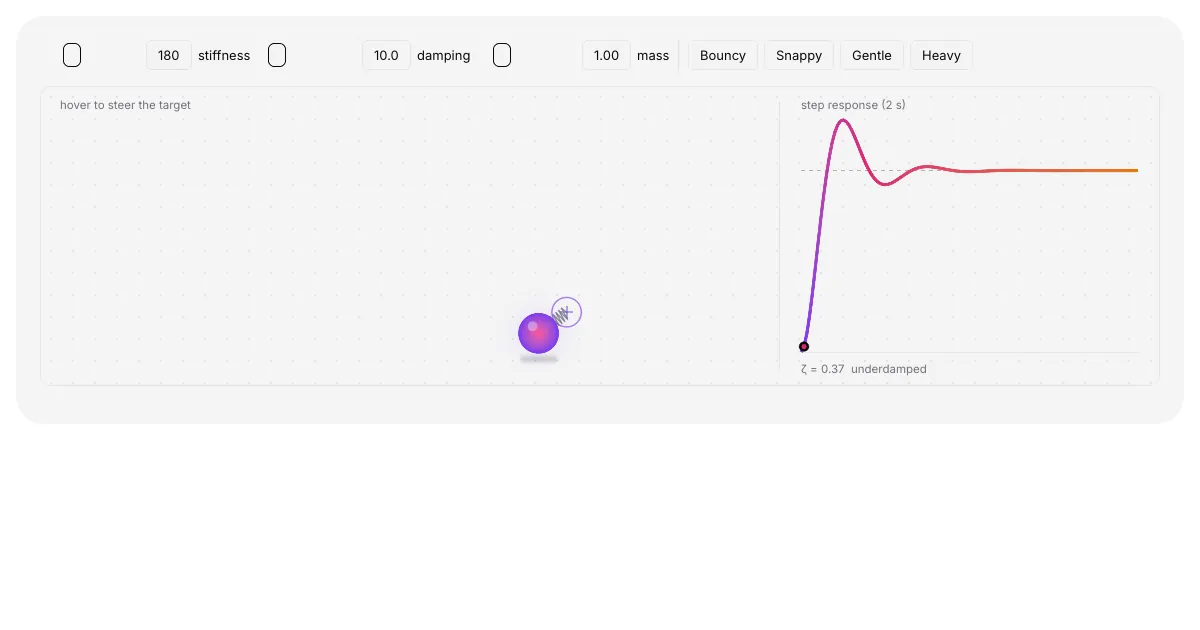 180 stiffness 10.0 damping 1.00 mass Bouncy Snappy Gentle Heavy
hover to steer the target
step response (2 s)
ζ = 0.37 underdamped